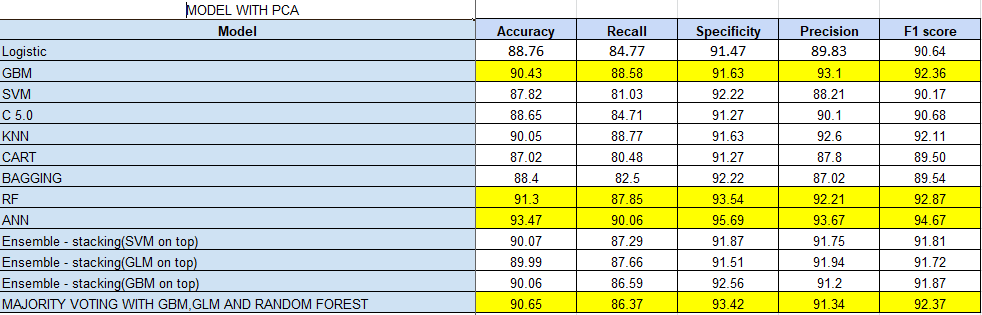 MODEL WITH PCA
Model Accuracy Recall Specificity Precision F1 score
Logistic 88.76 84.77 91.47 89.83 90.64
GBM 90.43 88.58 91.63 93.1 92.36
SVM 87.82 81.03 92.22 88.21 90.17
C 5.0 88.65 84.71 91.27 90.1 90.68
KNN 90.05 88.77 91.63 92.6 92.11
CART 87.02 80.48 91.27 87.8 89.50
BAGGING 88.4 82.5 92.22 87.02 89.54
RF 91.3 87.85 93.54 92.21 92.87
ANN 93.47 90.06 95.69 93.67 94.67
Ensemble - stacking(SVM on top) 90.07 87.29 91.87 91.75 91.81
Ensemble - stacking(GLM on top) 89.99 87.66 91.51 91.94 91.72
Ensemble - stacking(GBM on top) 90.06 86.59 92.56 91.2 91.87
MAJORITY VOTING WITH GBM,GLM AND RANDOM FOREST 90.65 86.37 93.42 91.34 92.37